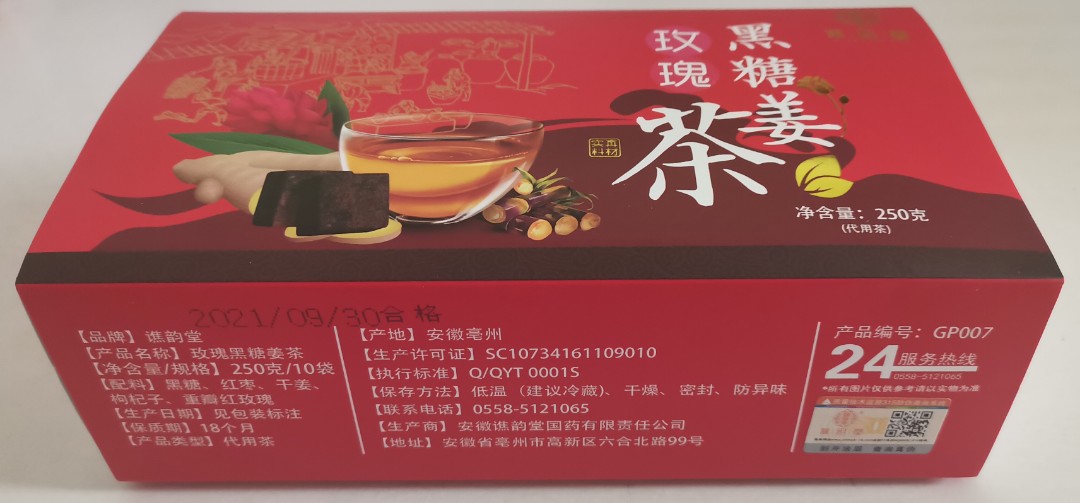 玫瑰
黑糖姜
茶
净含量：250克
(代用茶)
2021/09/30合格
【品牌】谯韵堂
【产品名称】玫瑰黑糖姜茶
【净含量/规格】250克/10袋
【配料】黑糖、红枣、干姜、
枸杞子、重瓣红玫瑰
【生产日期】见包装标注
【保质期】18个月
【产品类型】代用茶
【产地】安徽亳州
【生产许可证】SC10734161109010
【执行标准】Q/QYT 0001S
【保存方法】低温（建议冷藏)、干燥、密封、防异味
【联系电话】0558-5121065
【生产商】安徽谯韵堂国药有限责任公司
【地址】安徽省亳州市高新区六合北路99号
产品编号：GP007
24服务热线
0558-5121065
*所有图片仅供参考请以实物为准